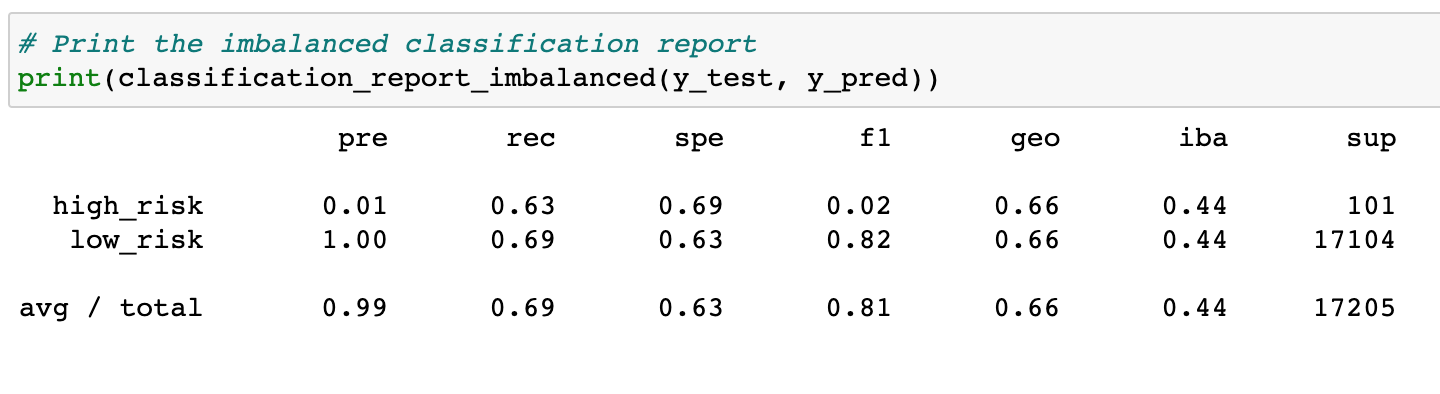 # Print the imbalanced classification report
print(classification_report_imbalanced(y_test, y_pred))
pre rec spe f1 geo iba sup
high_risk 0.01 0.63 0.69 0.02 0.66 0.44 101
low_risk 1.00 0.69 0.63 0.82 0.66 0.44 17104
avg / total 0.99 0.69 0.63 0.81 0.66 0.44 17205